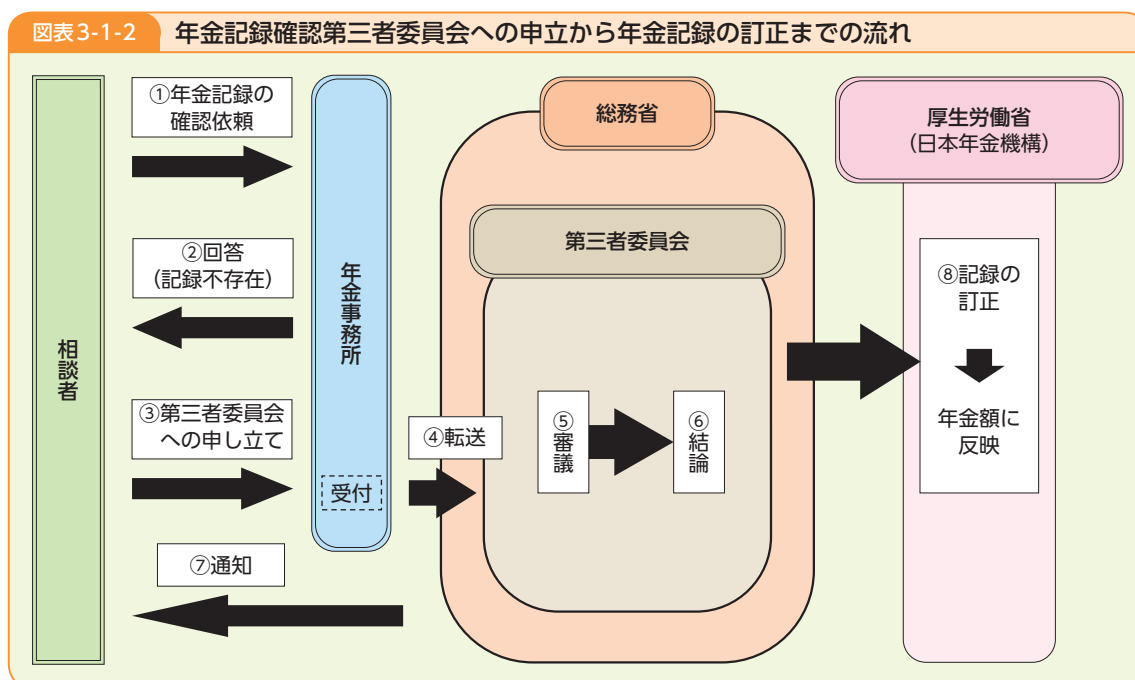 図表3-1-2 年金記録確認第三者委員会への申立から年金記録の訂正までの流れ
相談者
①年金記録の
確認依頼
②回答
(記録不存在)
③第三者委員会
への申し立て
⑦通知
年金事務所
受付
④転送
総務省
第三者委員会
⑤審議
⑥結論
厚生労働省
(日本年金機構)
⑧記録の
訂正
年金額に
反映